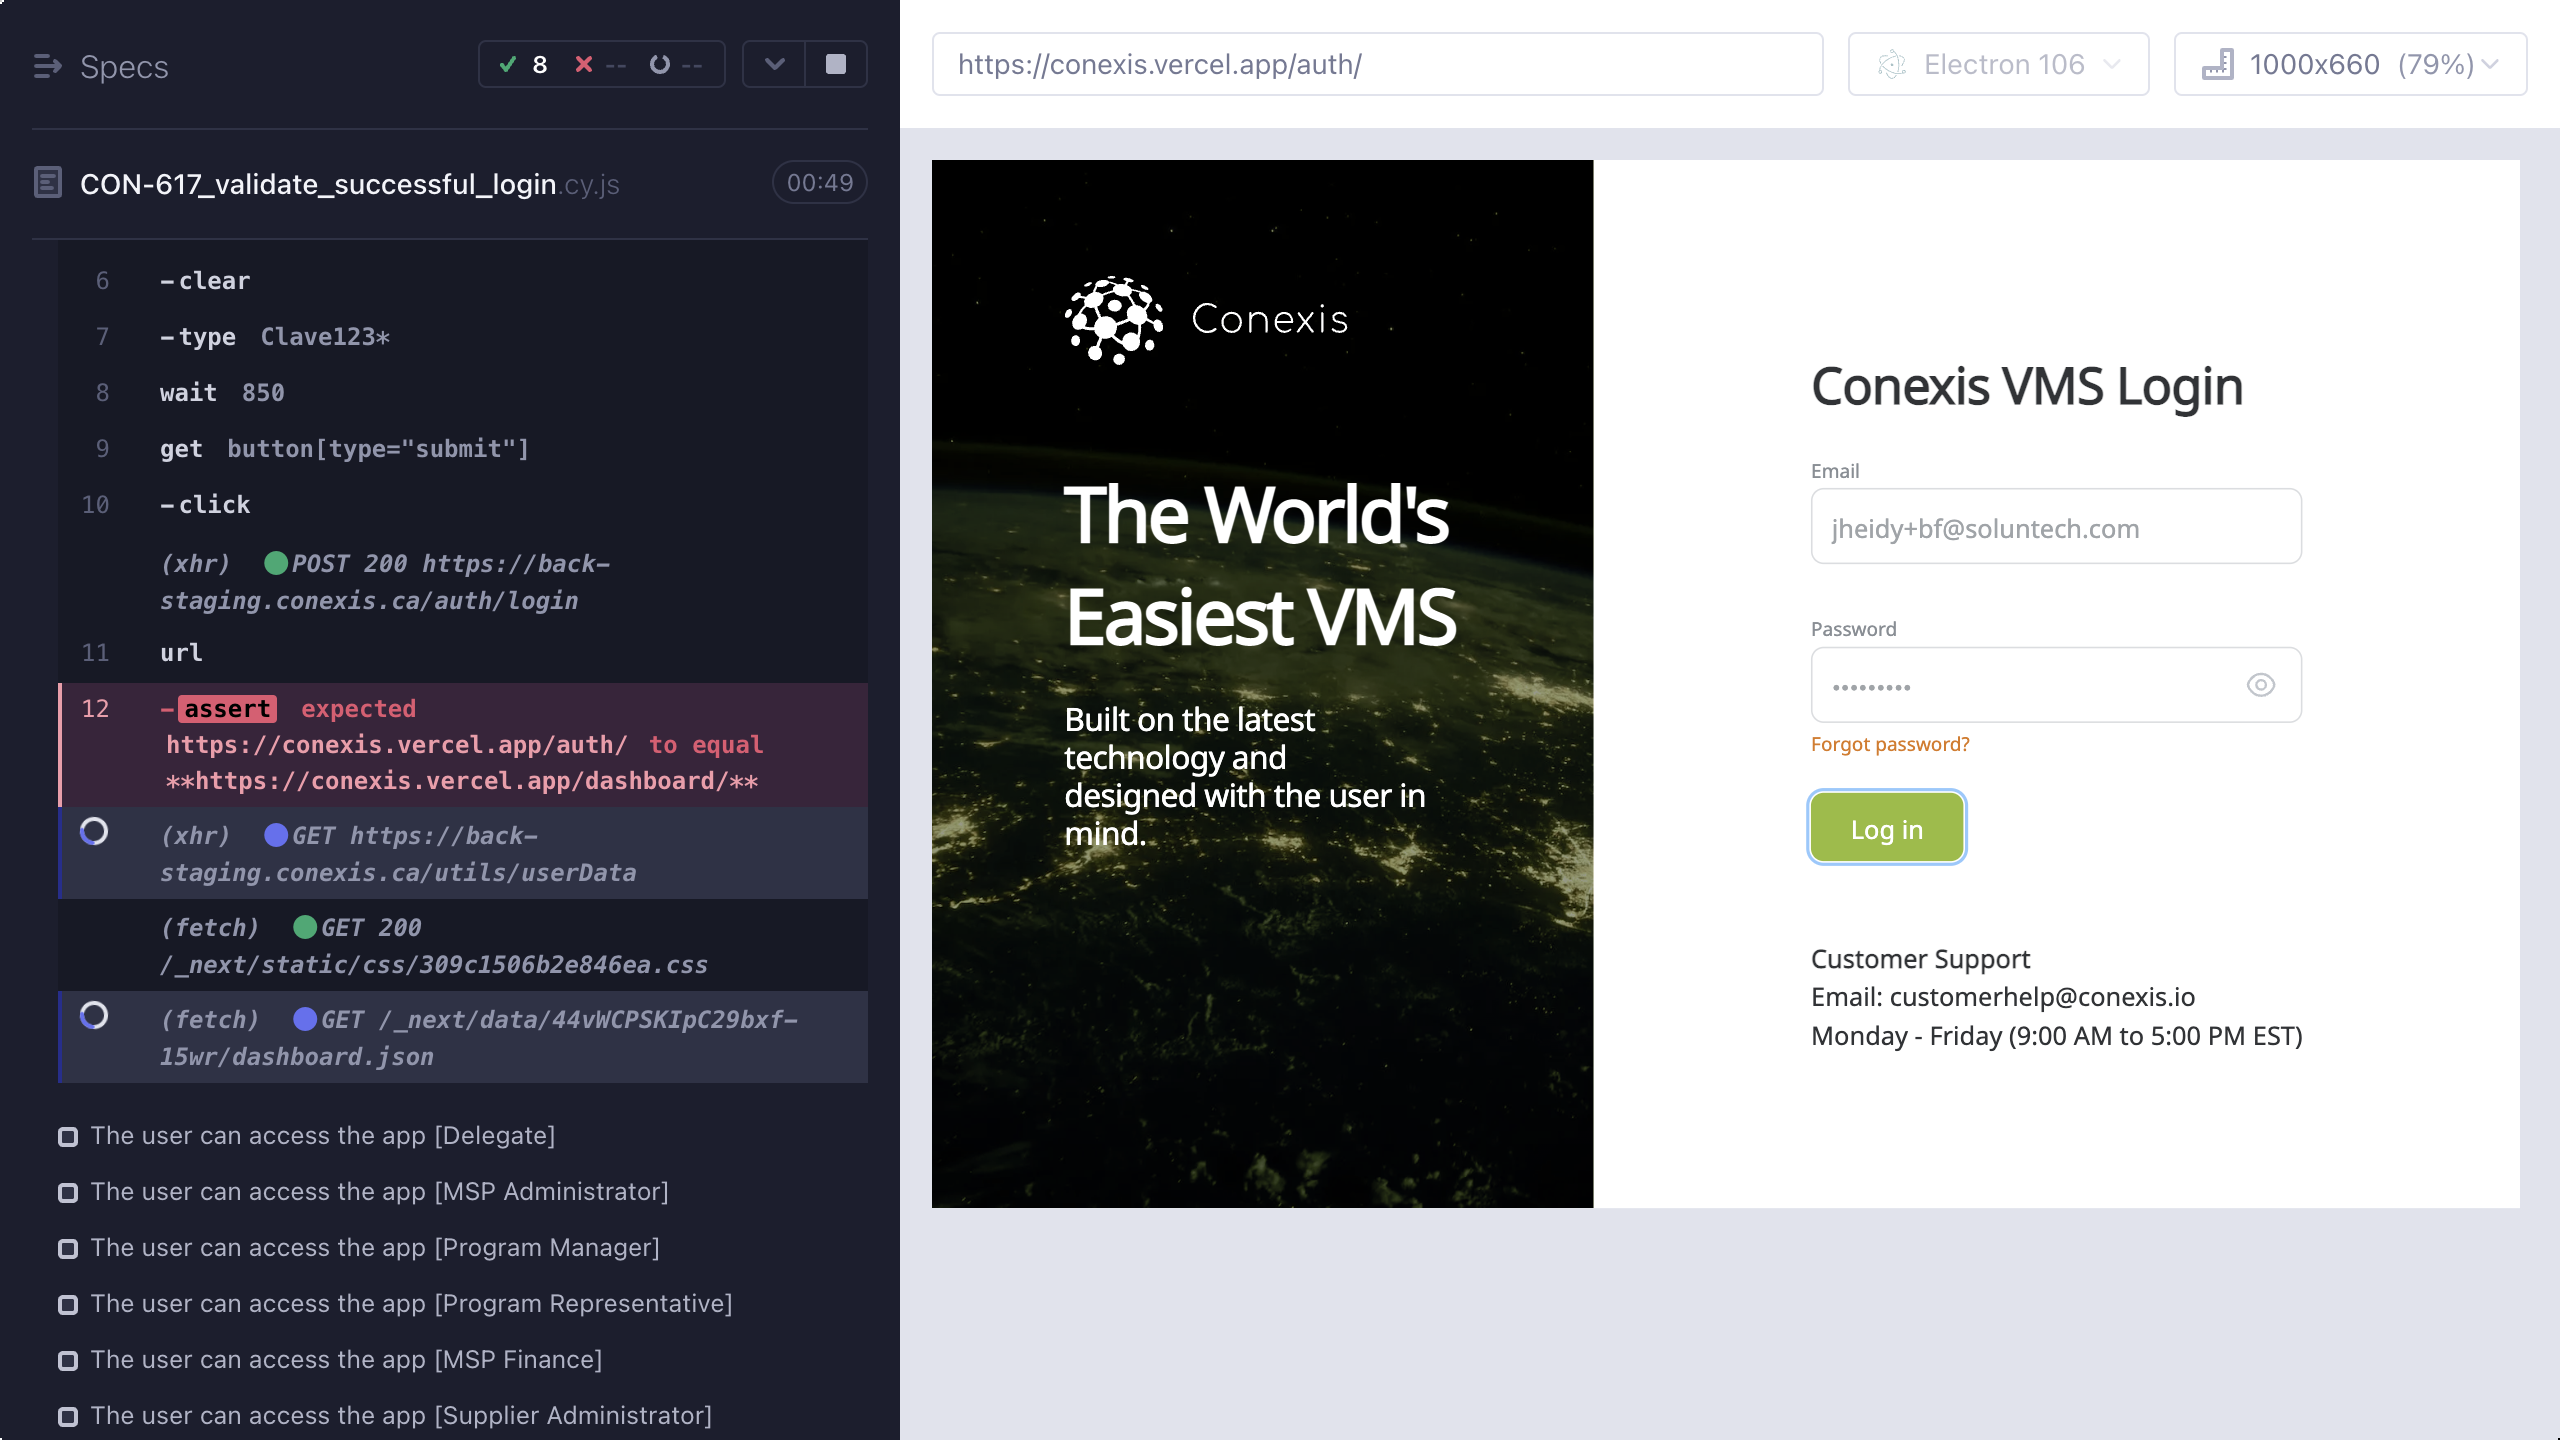 Specs
8 -- --
CON-617_validate_successful_login.cy.js 00:49
6 -clear
7 -type Clave123*
8 wait 850
9 get button[type="submit"]
10 -click
(xhr) POST 200 https://back-
staging.conexis.ca/auth/login
11 url
12 -assert expected
https://conexis.vercel.app/auth/ to equal
**https://conexis.vercel.app/dashboard/**
(xhr) GET https://back-
staging.conexis.ca/utils/userData
(fetch) GET 200
/_next/static/css/309c1506b2e846ea.css
(fetch) GET /_next/data/44vWCPSKIpC29bxf-
15wr/dashboard.json
The user can access the app [Delegate]
The user can access the app [MSP Administrator]
The user can access the app [Program Manager]
The user can access the app [Program Representative]
The user can access the app [MSP Finance]
The user can access the app [Supplier Administrator]
https://conexis.vercel.app/auth/
Electron 106
1000x660 (79%)
Conexis
The World's
Easiest VMS
Built on the latest
technology and
designed with the user in
mind.
Conexis VMS Login
Email
jheidy+bf@soluntech.com
Password
•••••••••
Forgot password?
Log in
Customer Support
Email: customerhelp@conexis.io
Monday - Friday (9:00 AM to 5:00 PM EST)